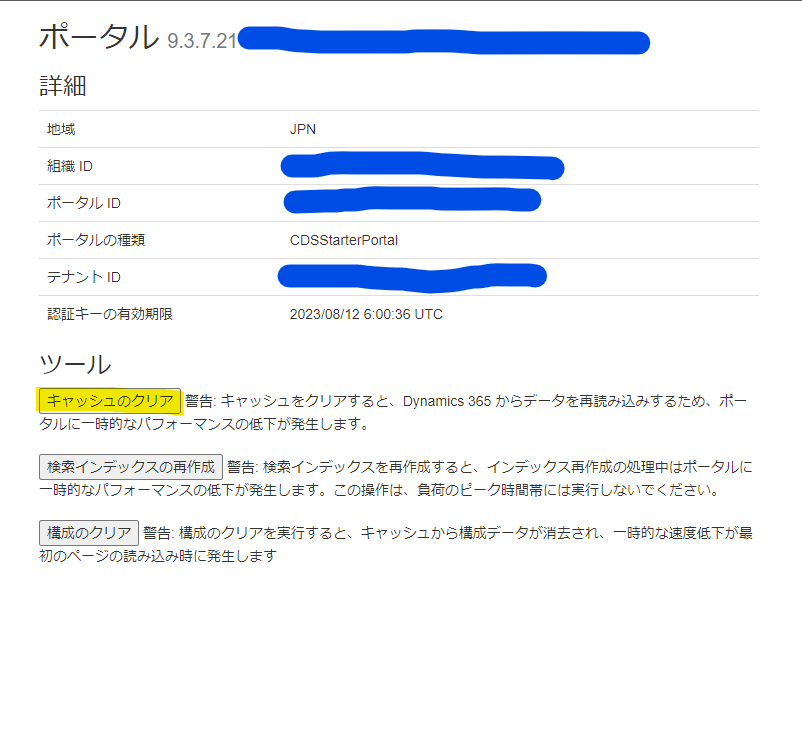 ポータル 9.3.7.21
詳細
地域 JPN
組織 ID
ポータル ID
ポータルの種類 CDSStarterPortal
テナント ID
認証キーの有効期限 2023/08/12 6:00:36 UTC
ツール
キャッシュのクリア 警告: キャッシュをクリアすると、Dynamics 365 からデータを再読み込みするため、ポー
タルに一時的なパフォーマンスの低下が発生します。
検索インデックスの再作成 警告: 検索インデックスを再作成すると、インデックス再作成の処理中はポータルに
一時的なパフォーマンスの低下が発生します。この操作は、負荷のピーク時間帯には実行しないでください。
構成のクリア 警告: 構成のクリアを実行すると、キャッシュから構成データが消去され、一時的な速度低下が最
初のページの読み込み時に発生します